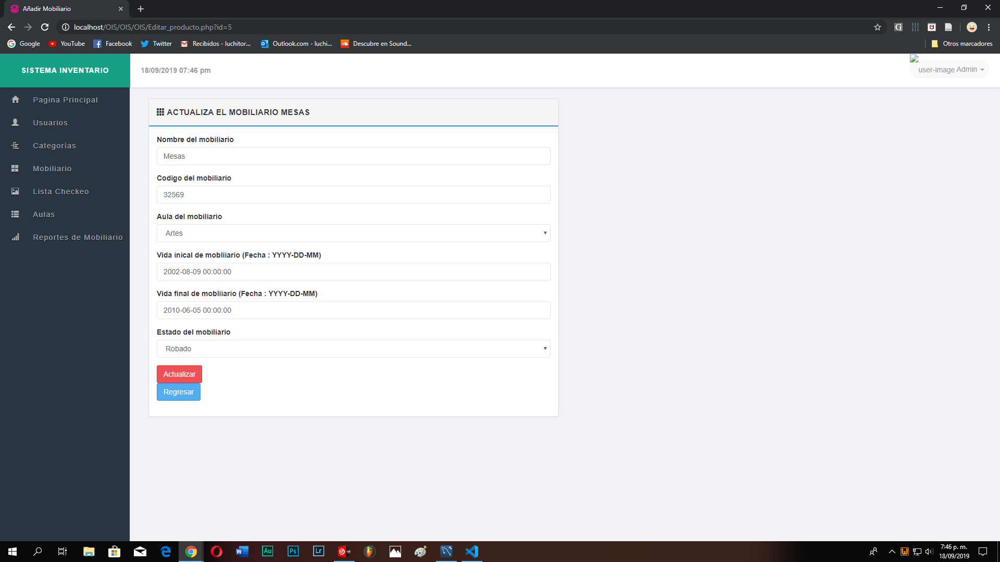 Añadir Mobiliario
localhost/OIS/OIS/OIS/Editar_producto.php?id=5
Google YouTube Facebook Twitter Recibidos - luchitor... Outlook.com - luchi... Descubre en Sound... Otros marcadores
SISTEMA INVENTARIO
18/09/2019 07:46 pm
user-image Admin
Pagina Principal
Usuarios
Categorías
Mobiliario
Lista Checkeo
Aulas
Reportes de Mobiliario
ACTUALIZA EL MOBILIARIO MESAS
Nombre del mobiliario
Mesas
Codigo del mobiliario
32569
Aula del mobiliario
Artes
Vida inical de mobliiario (Fecha : YYYY-DD-MM)
2002-08-09 00:00:00
Vida final de mobliiario (Fecha : YYYY-DD-MM)
2010-06-05 00:00:00
Estado del mobiliario
Robado
Actualizar
Regresar
Au Ps Lr
7:46 p. m.
18/09/2019